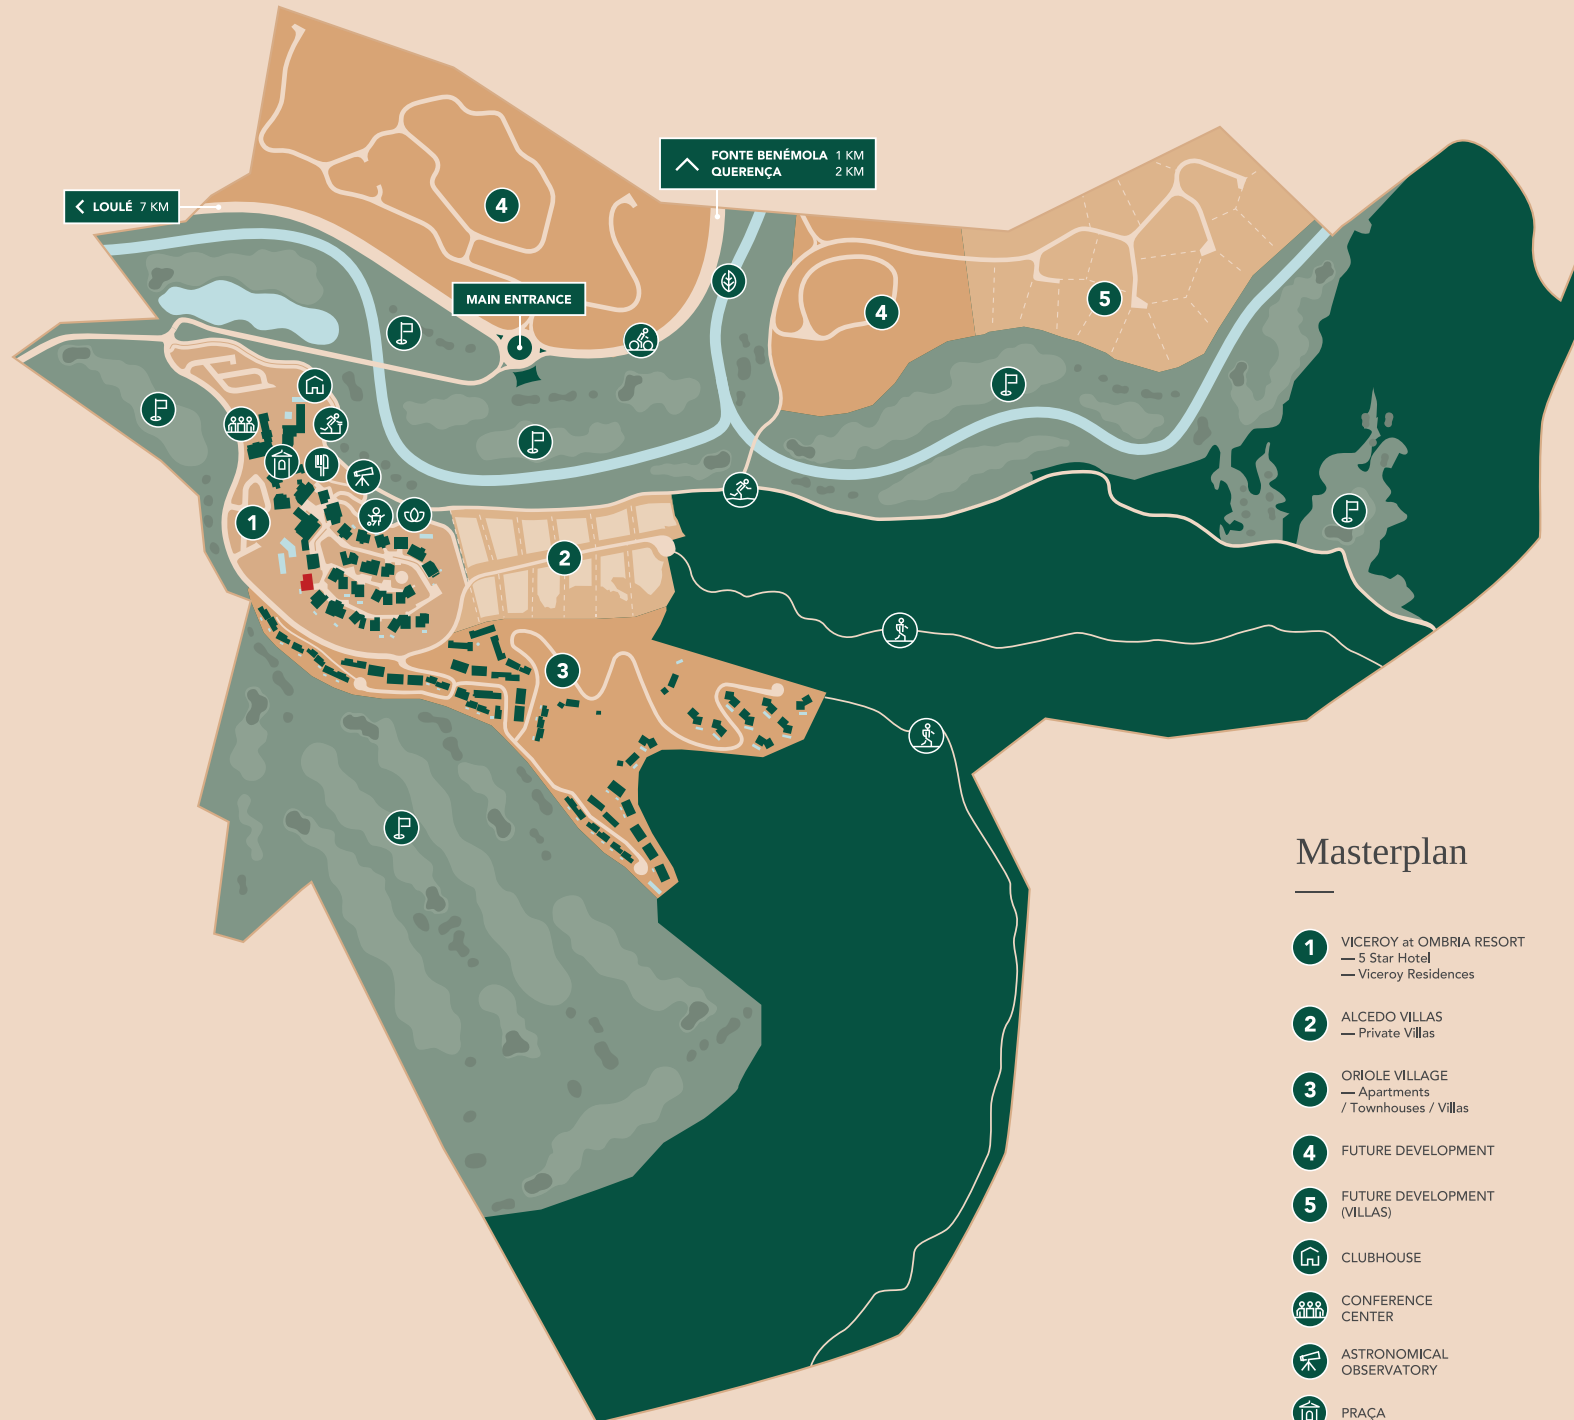 FONTE BENÉMOLA 1 KM
QUERENÇA 2 KM
LOULÉ 7 KM
4
MAIN ENTRANCE
4
5
1
2
3
Masterplan
1 VICEROY at OMBRIA RESORT
— 5 Star Hotel
— Viceroy Residences
2 ALCEDO VILLAS
— Private Villas
3 ORIOLE VILLAGE
— Apartments
/ Townhouses / Villas
4 FUTURE DEVELOPMENT
5 FUTURE DEVELOPMENT
(VILLAS)
CLUBHOUSE
CONFERENCE
CENTER
ASTRONOMICAL
OBSERVATORY
PRAÇA